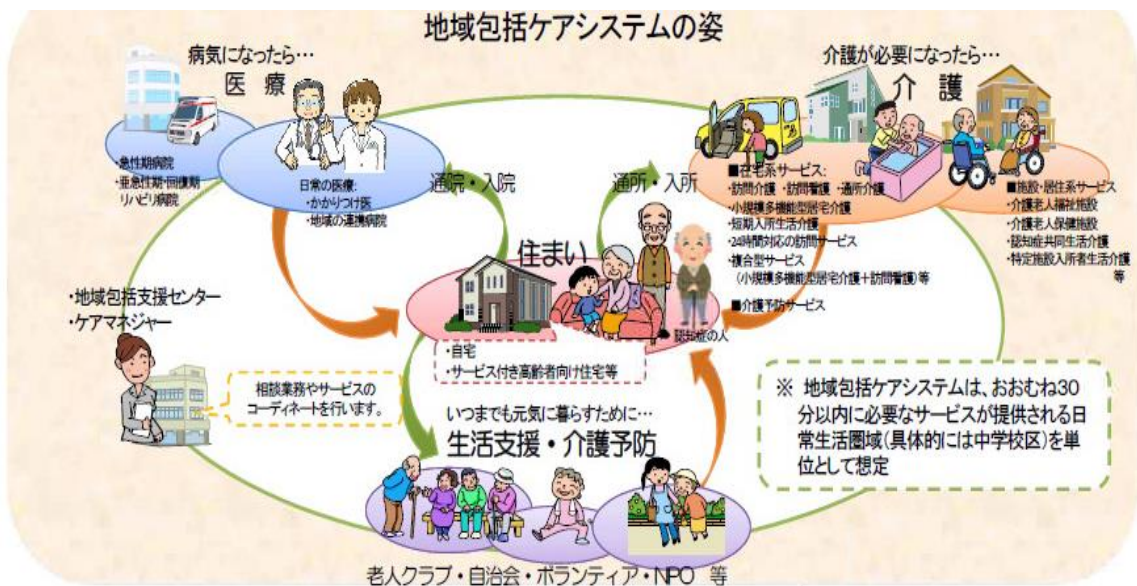 地域包括ケアシステムの姿
病気になったら…
医 療
介護が必要になったら…
介 護
・急性期病院
・亜急性期・回復期
リハビリ病院
日常の医療:
・かかりつけ医
・地域の連携病院
通院・入院
通所・入所
■在宅系サービス:
・訪問介護 ・訪問看護 ・通所介護
・小規模多機能型居宅介護
・短期入所生活介護
・24時間対応の訪問サービス
・複合型サービス
（小規模多機能型居宅介護＋訪問看護）等
■介護予防サービス
■施設・居住系サービス
・介護老人福祉施設
・介護老人保健施設
・認知症共同生活介護
・特定施設入所者生活介護
等
住まい
認知症の人
・自宅
・サービス付き高齢者向け住宅等
・地域包括支援センター
・ケアマネジャー
相談業務やサービスの
コーディネートを行います。
いつまでも元気に暮らすために…
生活支援・介護予防
※ 地域包括ケアシステムは、おおむね30
分以内に必要なサービスが提供される日
常生活圏域（具体的には中学校区）を単
位として想定
老人クラブ・自治会・ボランティア・NPO 等